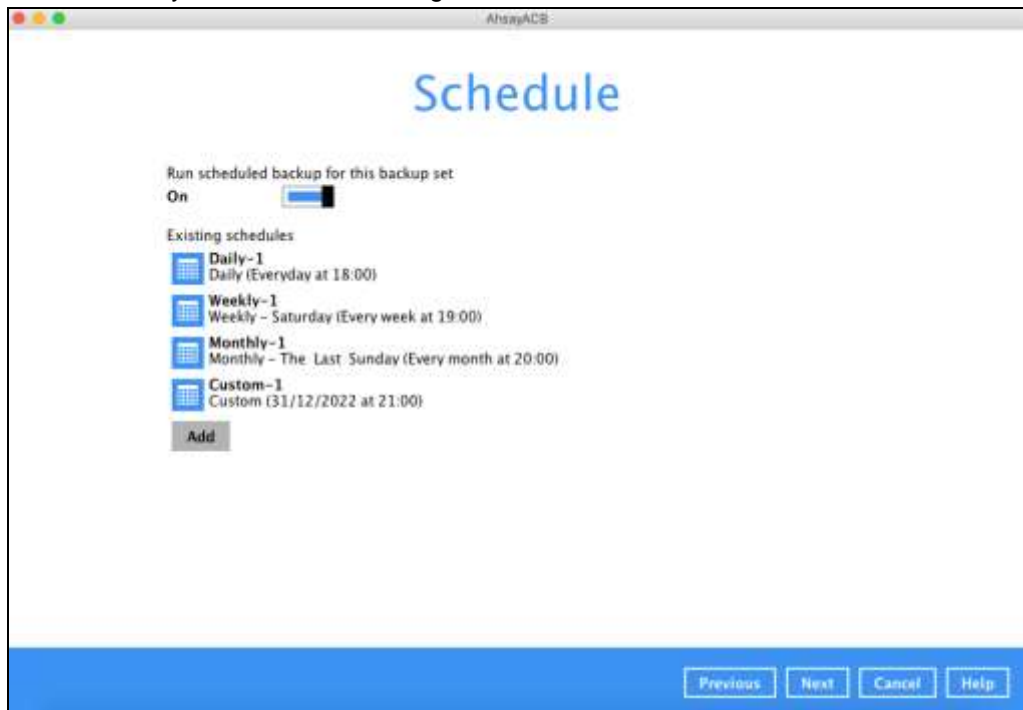 AhsayACB
Schedule
Run scheduled backup for this backup set
On
Existing schedules
Daily-1
Daily (Everyday at 18:00)
Weekly-1
Weekly - Saturday (Every week at 19:00)
Monthly-1
Monthly - The Last Sunday (Every month at 20:00)
Custom-1
Custom (31/12/2022 at 21:00)
Add
Previous Next Cancel Help